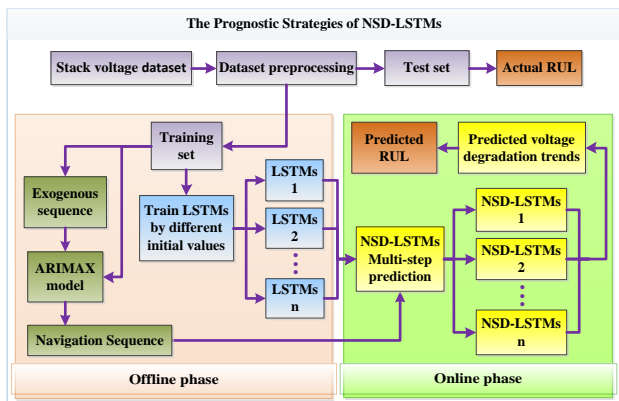 The Prognostic Strategies of NSD-LSTMs
Stack voltage dataset
Dataset preprocessing
Test set
Actual RUL
Training
set
Predicted
RUL
Predicted voltage
degradation trends
Exogenous
sequence
Train LSTMs
by different
initial values
LSTMs
1
LSTMs
2
LSTMs
n
ARIMAX
model
Navigation Sequence
NSD-LSTMs
Multi-step
prediction
NSD-LSTMs
1
NSD-LSTMs
2
NSD-LSTMs
n
Offline phase
Online phase